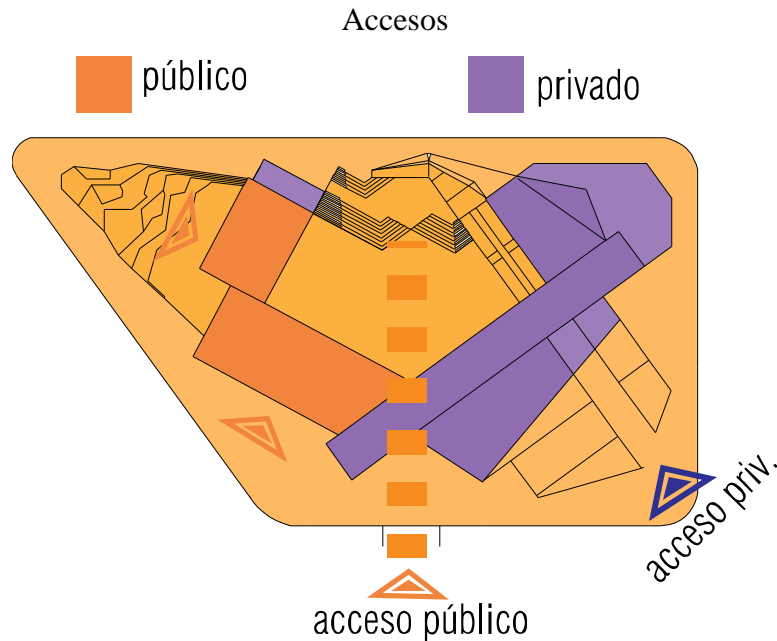 Accesos
público
privado
acceso priv.
acceso público